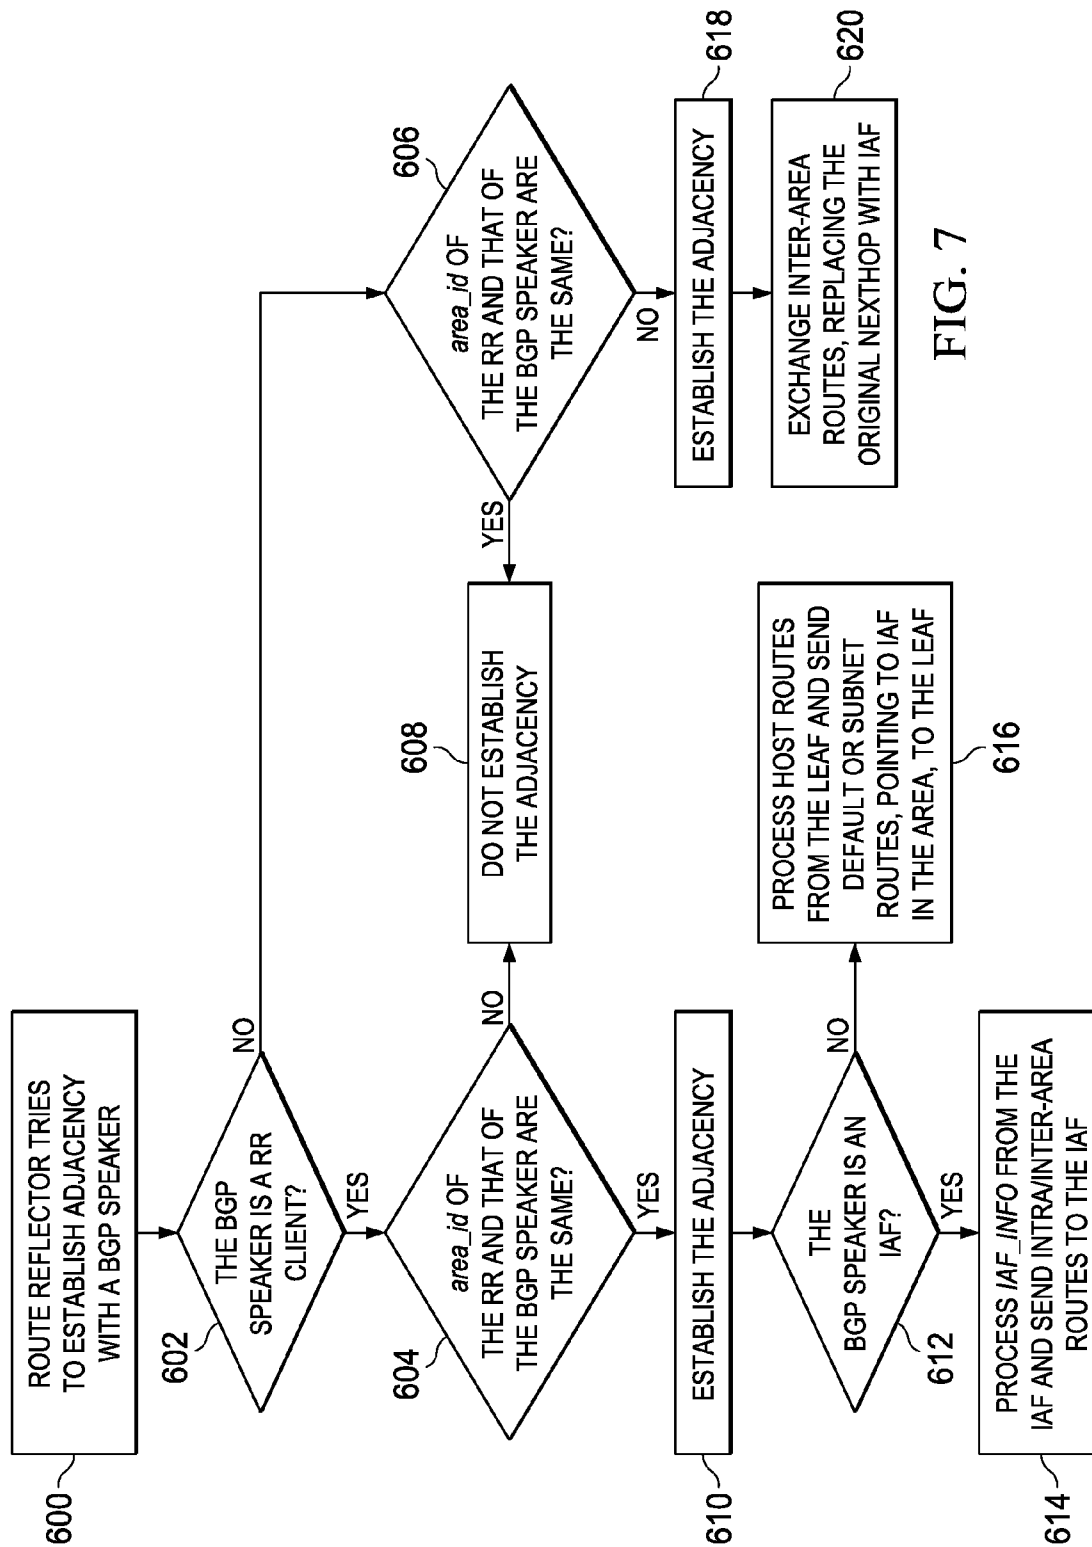 600
ROUTE REFLECTOR TRIES
TO ESTABLISH ADJACENCY
WITH A BGP SPEAKER
602
THE BGP
SPEAKER IS A RR
CLIENT?
NO
YES
604
area_id OF
THE RR AND THAT OF
THE BGP SPEAKER ARE
THE SAME?
NO
YES
608
DO NOT ESTABLISH
THE ADJACENCY
606
area_id OF
THE RR AND THAT OF
THE BGP SPEAKER ARE
THE SAME?
YES
NO
610
ESTABLISH THE ADJACENCY
618
ESTABLISH THE ADJACENCY
612
THE
BGP SPEAKER IS AN
IAF?
NO
YES
616
PROCESS HOST ROUTES
FROM THE LEAF AND SEND
DEFAULT OR SUBNET
ROUTES, POINTING TO IAF
IN THE AREA, TO THE LEAF
620
EXCHANGE INTER-AREA
ROUTES, REPLACING THE
ORIGINAL NEXTHOP WITH IAF
614
PROCESS IAF_INFO FROM THE
IAF AND SEND INTRA/INTER-AREA
ROUTES TO THE IAF
FIG. 7